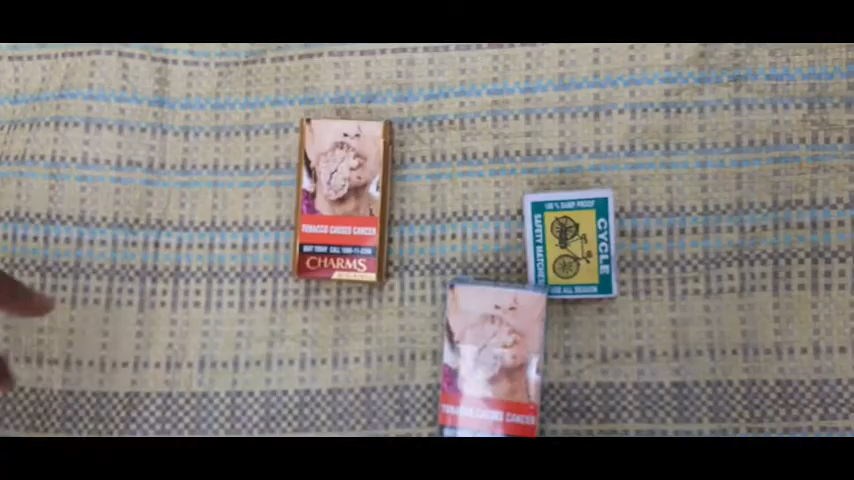 TOBACCO CAUSES CANCER
QUIT TODAY CALL 1800-11-2356
CHARMS
100% DAMP PROOF
CYCLE
SAFETY MATCHES
USE ALL SEASON
TOBACCO CAUSES CANCER